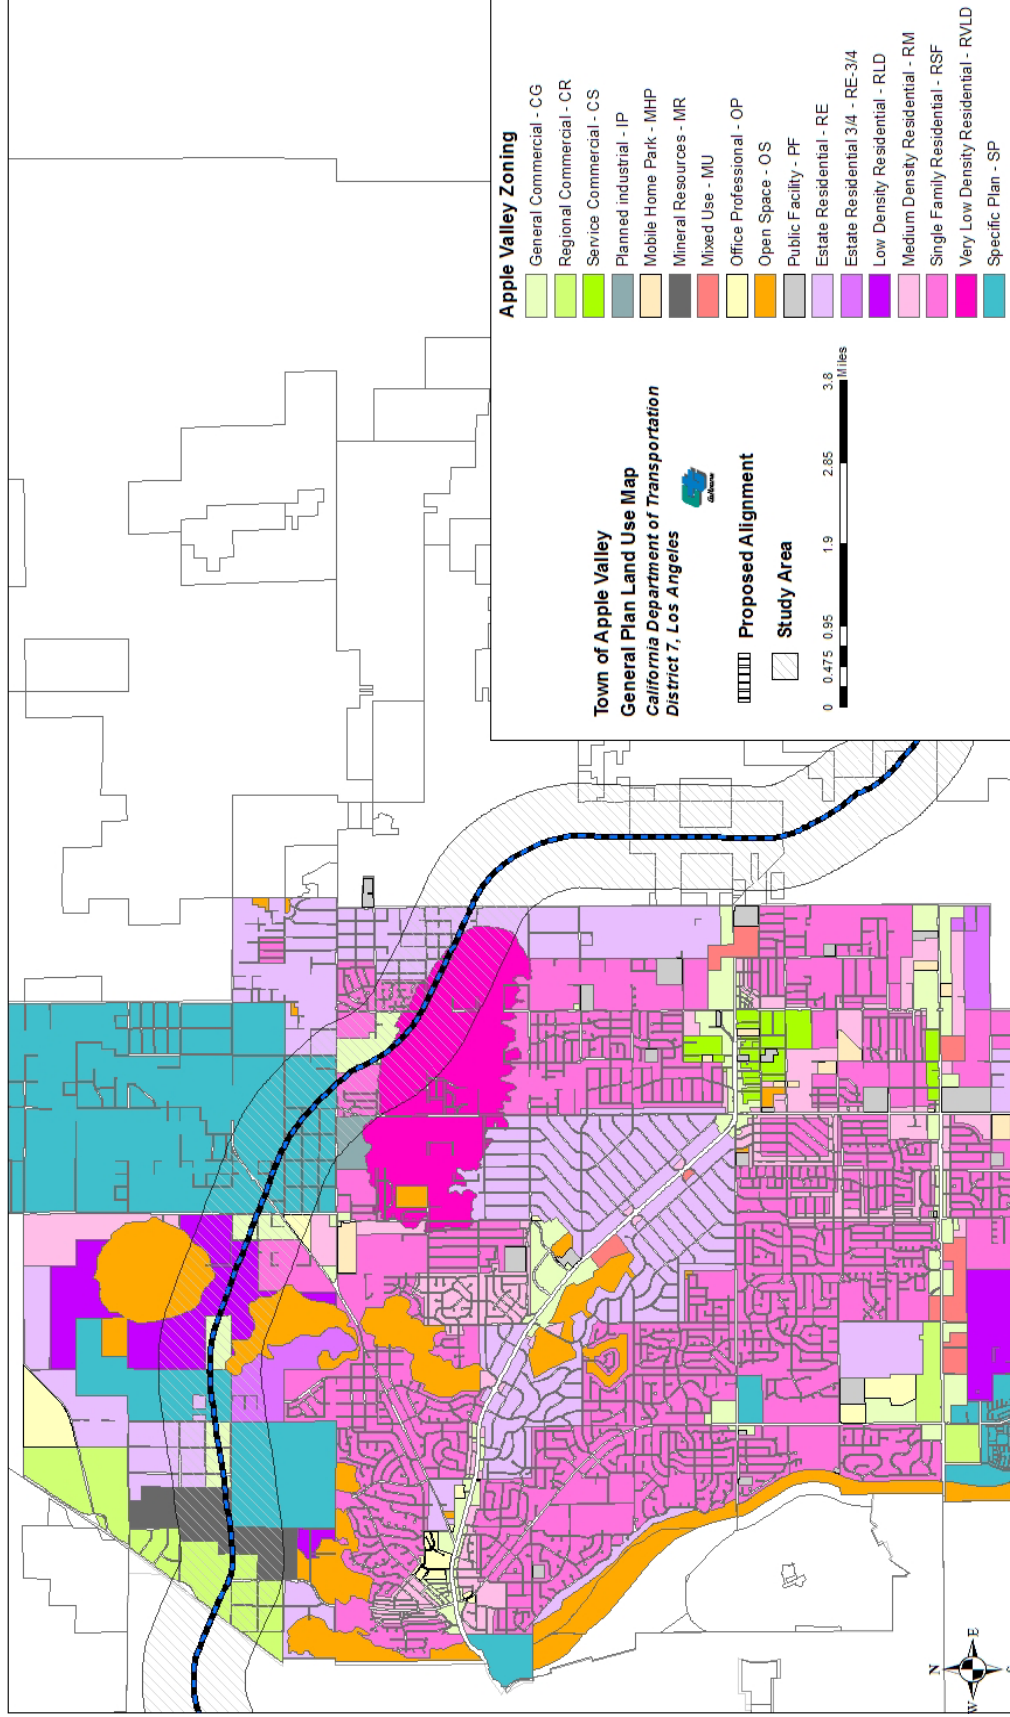 Apple Valley Zoning
General Commercial - CG
Regional Commercial - CR
Service Commercial - CS
Planned industrial - IP
Mobile Home Park - MHP
Mineral Resources - MR
Mixed Use - MU
Office Professional - OP
Open Space - OS
Public Facility - PF
Estate Residential - RE
Estate Residential 3/4 - RE-3/4
Low Density Residential - RLD
Medium Density Residential - RM
Single Family Residential - RSF
Very Low Density Residential - RVLD
Specific Plan - SP
Town of Apple Valley
General Plan Land Use Map
California Department of Transportation
District 7, Los Angeles
Proposed Alignment
Study Area
0 0.475 0.95 1.9 2.85 3.8
Miles
N
W E